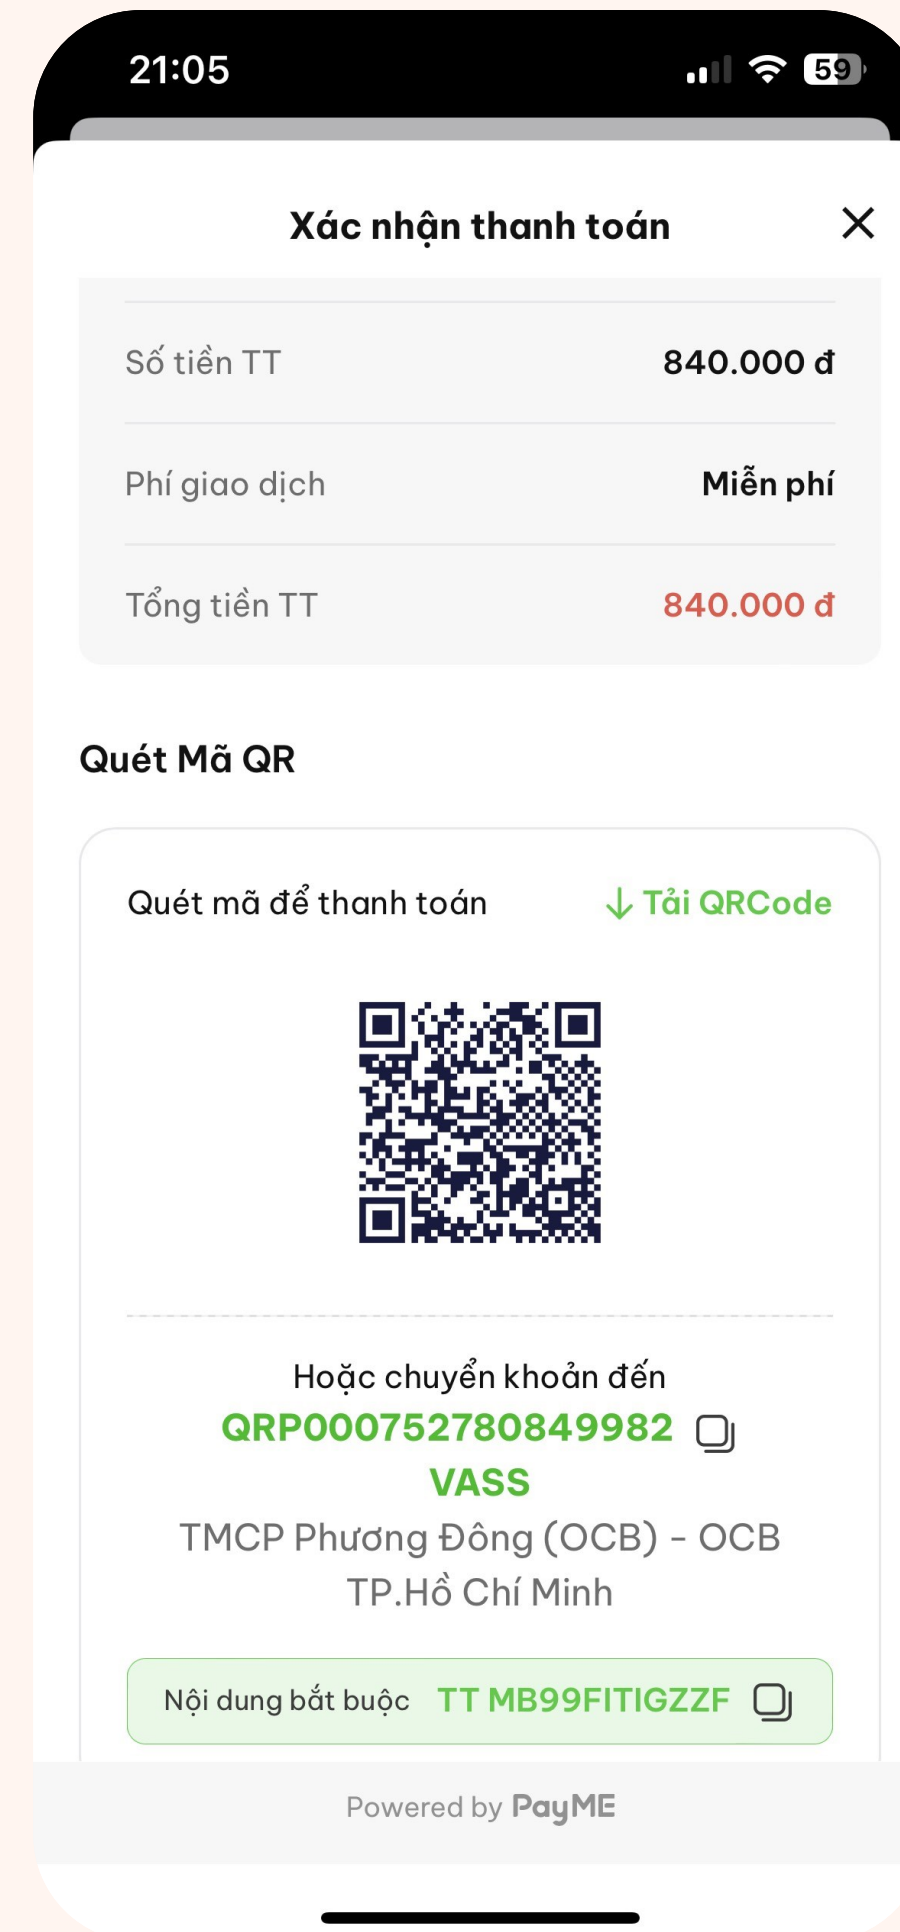 21:05
59
Xác nhận thanh toán
Số tiền TT 840.000 đ
Phí giao dịch Miễn phí
Tổng tiền TT 840.000 đ
Quét Mã QR
Quét mã để thanh toán Tải QRCode
Hoặc chuyển khoản đến
QRP000752780849982
VASS
TMCP Phương Đông (OCB) - OCB
TP.Hồ Chí Minh
Nội dung bắt buộc TT MB99FITIGZZF
Powered by PayME